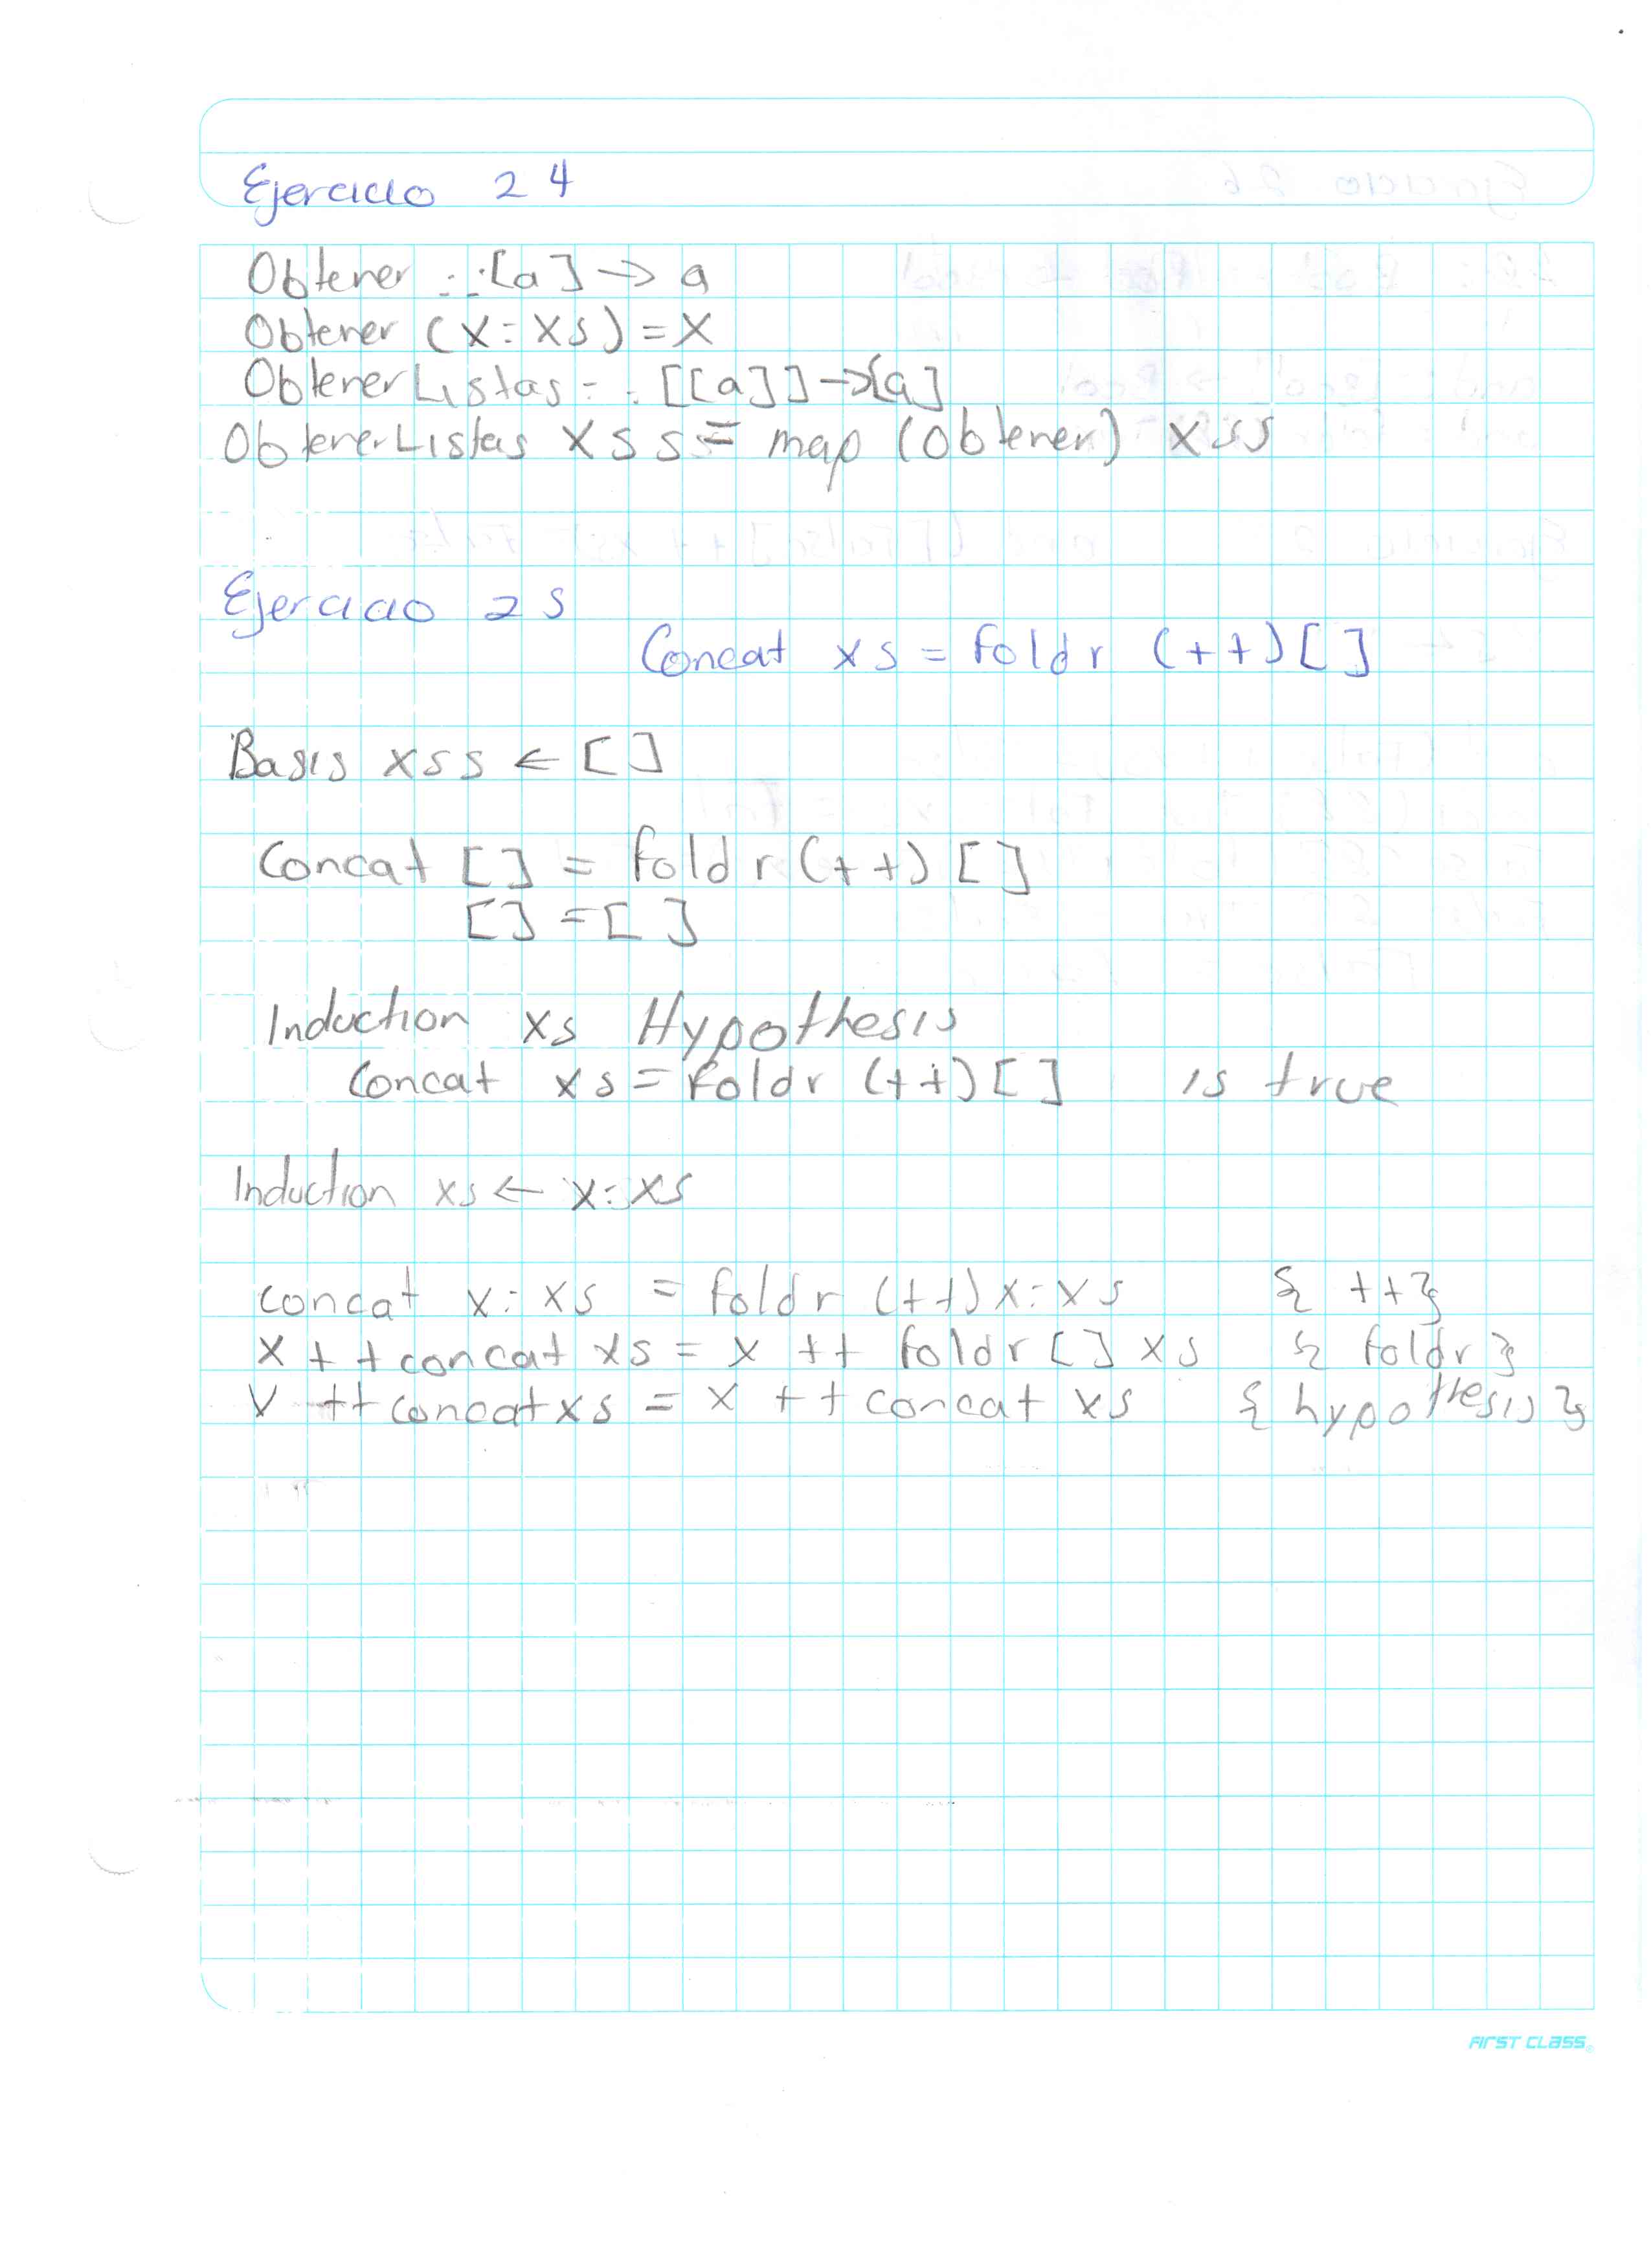 Ejercicio 24
Obtener :: [a] -> a
Obtener (x:xs) = x
ObtenerListas :: [[a]] -> [a]
ObtenerListas xss = map (Obtener) xss
Ejercicio 25
Concat xs = foldr (++) []
Basis xss ← []
Concat [] = foldr (++) []
[] = []
Induction xs Hypothesis
Concat xs = foldr (++) [] is true
Induction xs ← x:xs
concat x:xs = foldr (++) x:xs { ++}
x ++ concat xs = x ++ foldr [] xs { foldr }
x ++ concat xs = x ++ concat xs { hypothesis }
FIRST CLASS